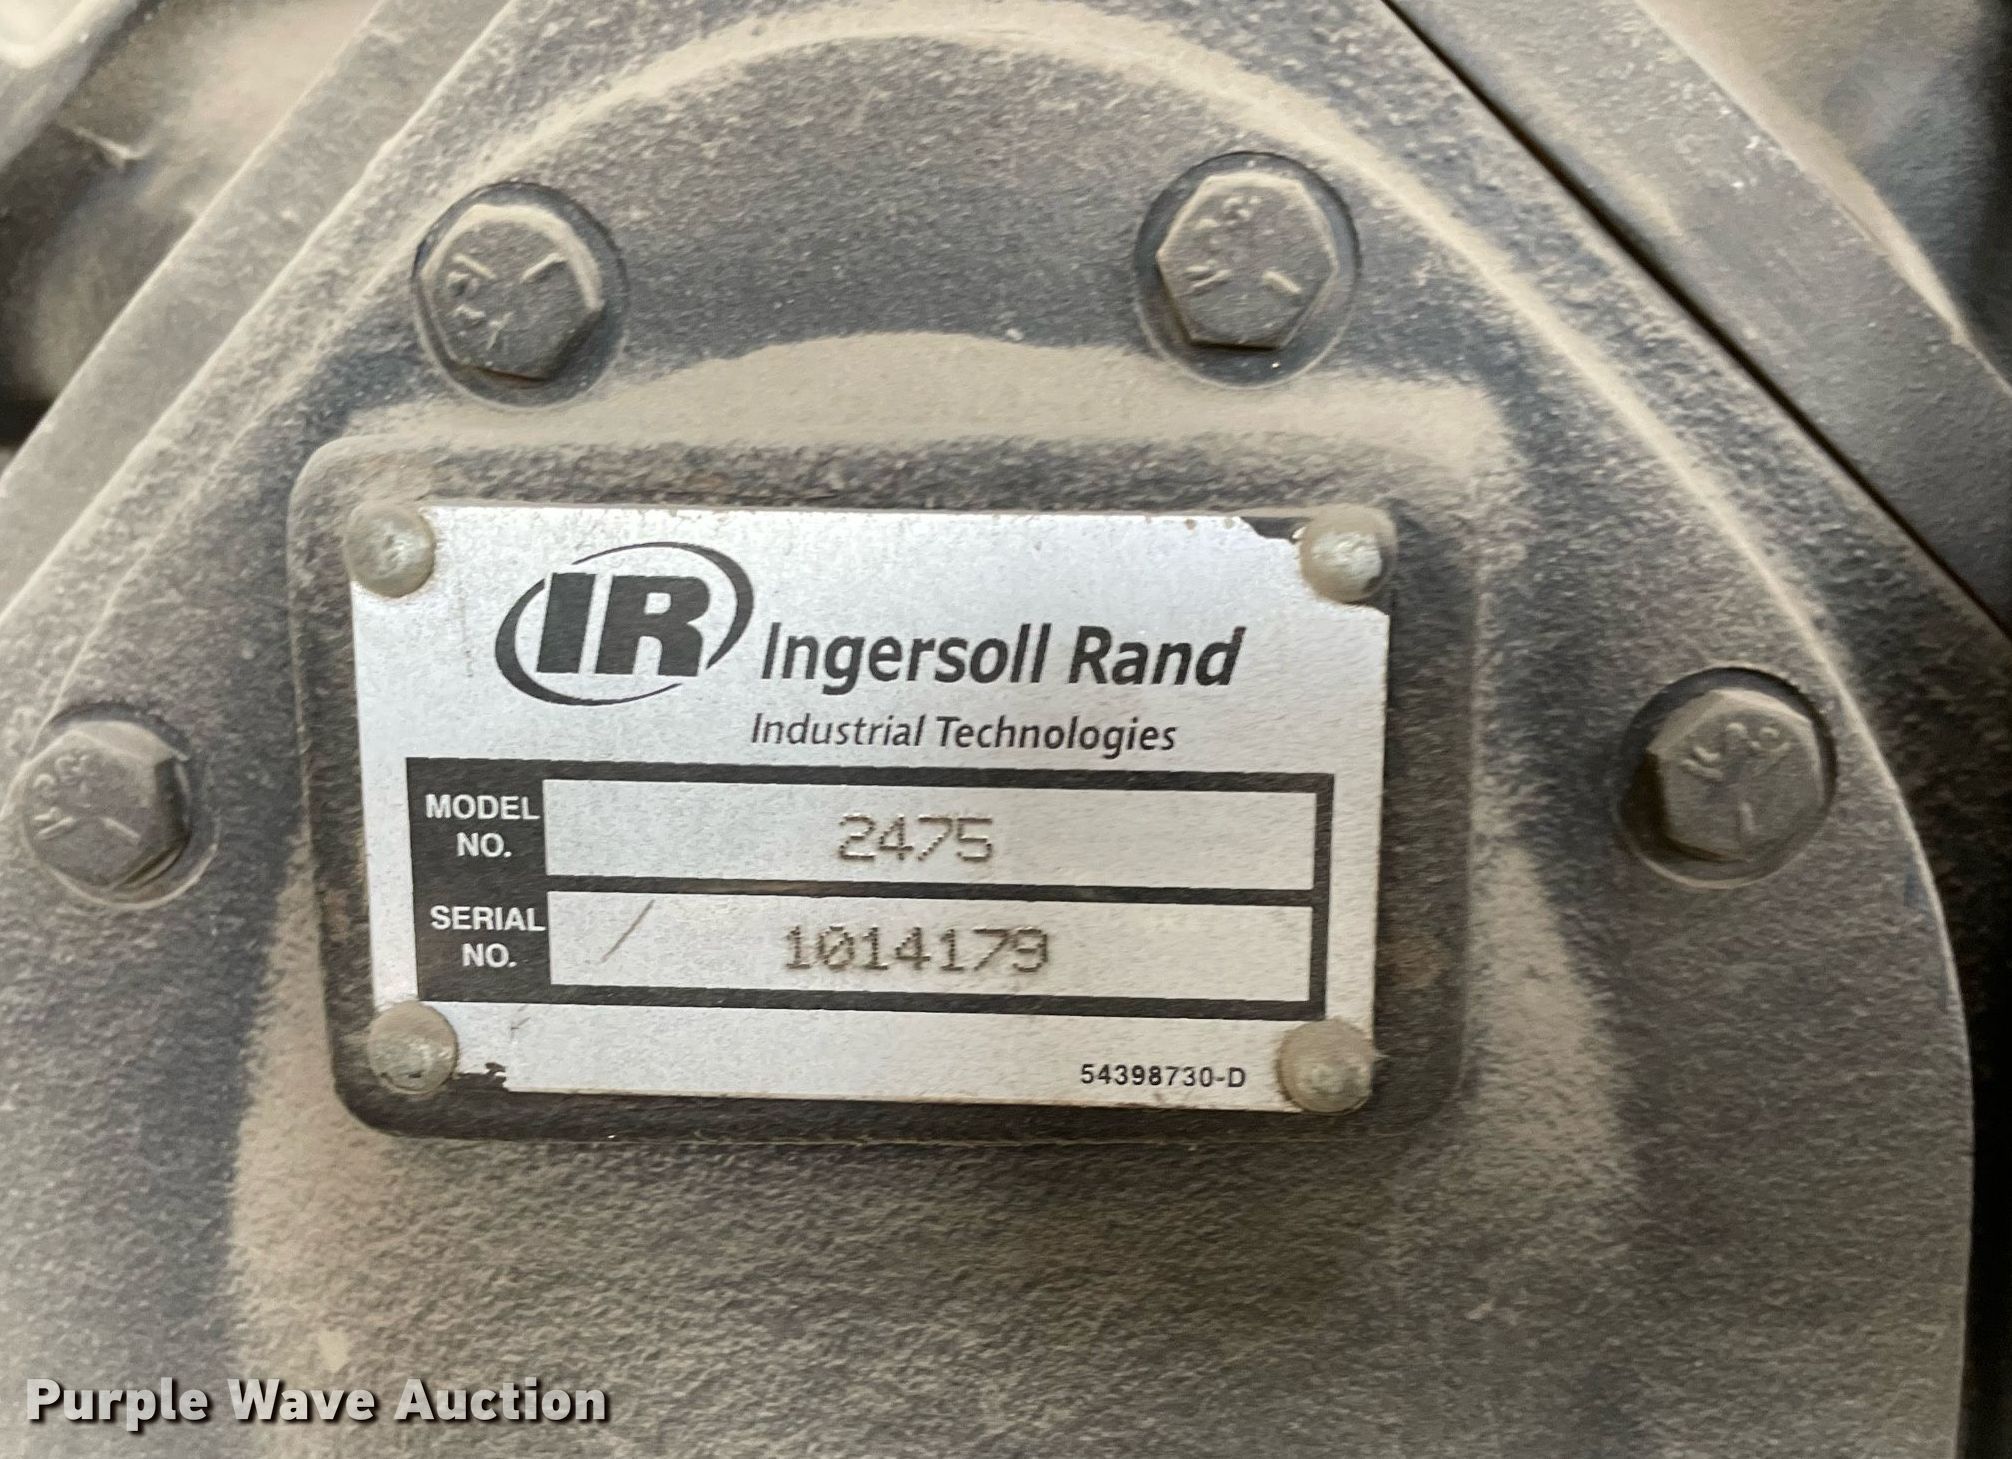 IR Ingersoll Rand
Industrial Technologies
MODEL NO. 2475
SERIAL NO. 1014179
54398730-D
Purple Wave Auction